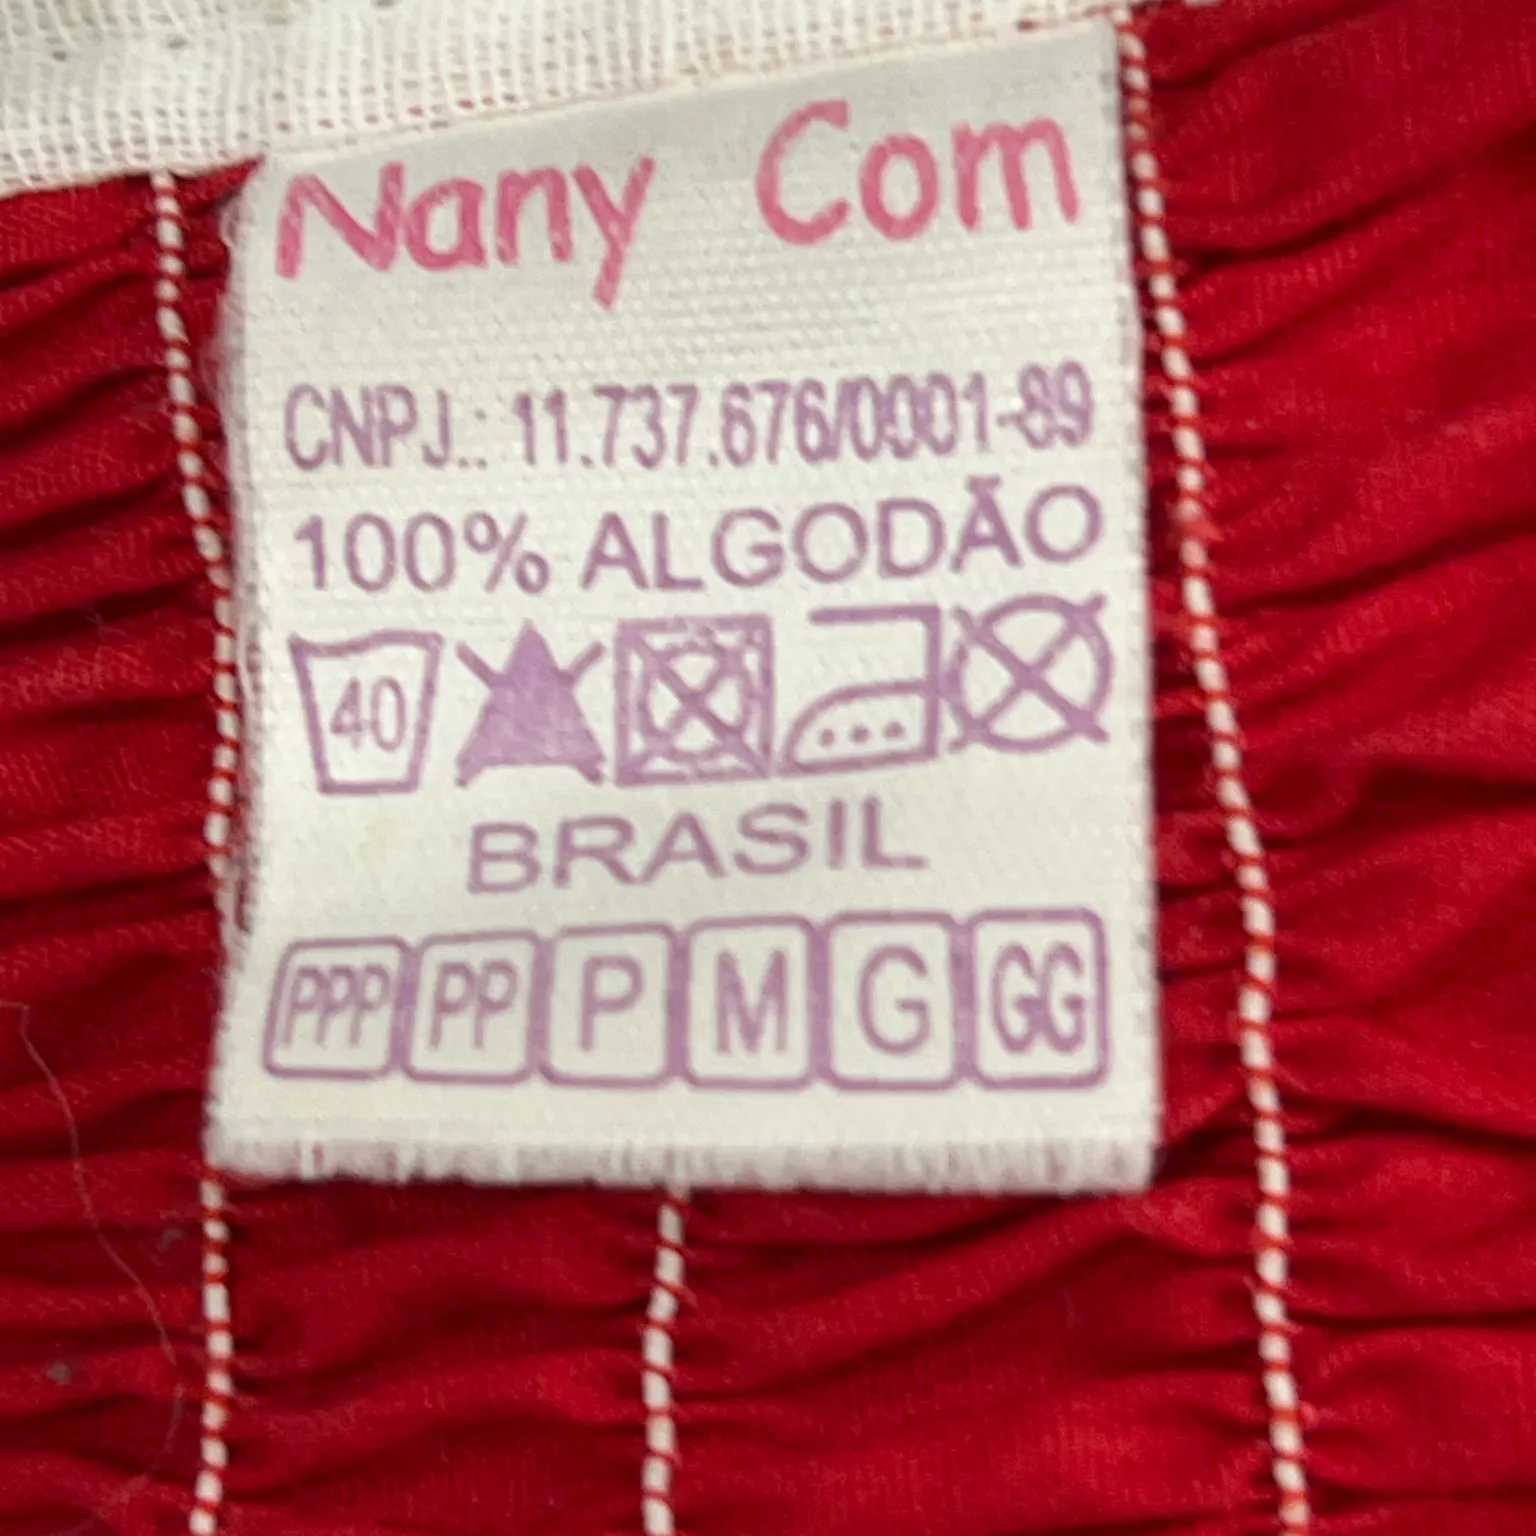 Nany Com
CNPJ.: 11.737.676/0001-89
100% ALGODÃO
40
BRASIL
PPP PP P M G GG